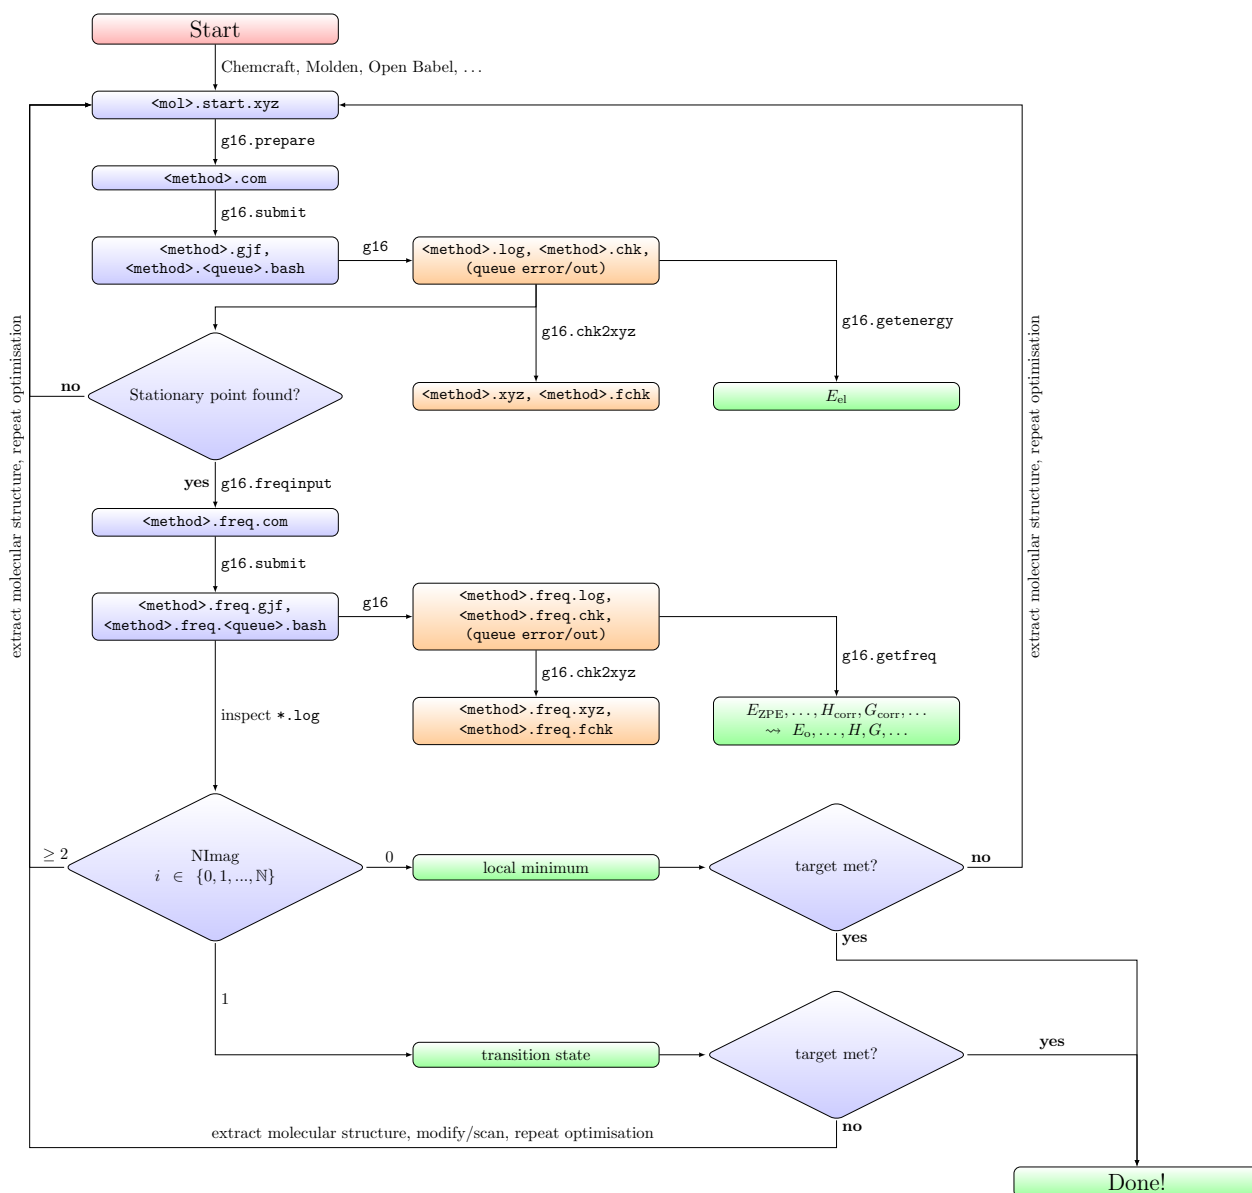 Start
Chemcraft, Molden, Open Babel, …
<mol>.start.xyz
g16.prepare
<method>.com
g16.submit
<method>.gjf,
<method>.<queue>.bash
g16
<method>.log, <method>.chk,
(queue error/out)
g16.chk2xyz
g16.getenergy
Stationary point found?
no
<method>.xyz, <method>.fchk
E_el
extract molecular structure, repeat optimisation
extract molecular structure, repeat optimisation
yes
g16.freqinput
<method>.freq.com
g16.submit
<method>.freq.gjf,
<method>.freq.<queue>.bash
g16
<method>.freq.log,
<method>.freq.chk,
(queue error/out)
g16.chk2xyz
g16.getfreq
<method>.freq.xyz,
<method>.freq.fchk
E_ZPE, …, H_corr, G_corr, …
⇝ E_o, …, H, G, …
inspect *.log
≥ 2
NImag
i ∈ {0, 1, ..., ℕ}
0
local minimum
target met?
no
yes
1
transition state
target met?
yes
no
extract molecular structure, modify/scan, repeat optimisation
Done!